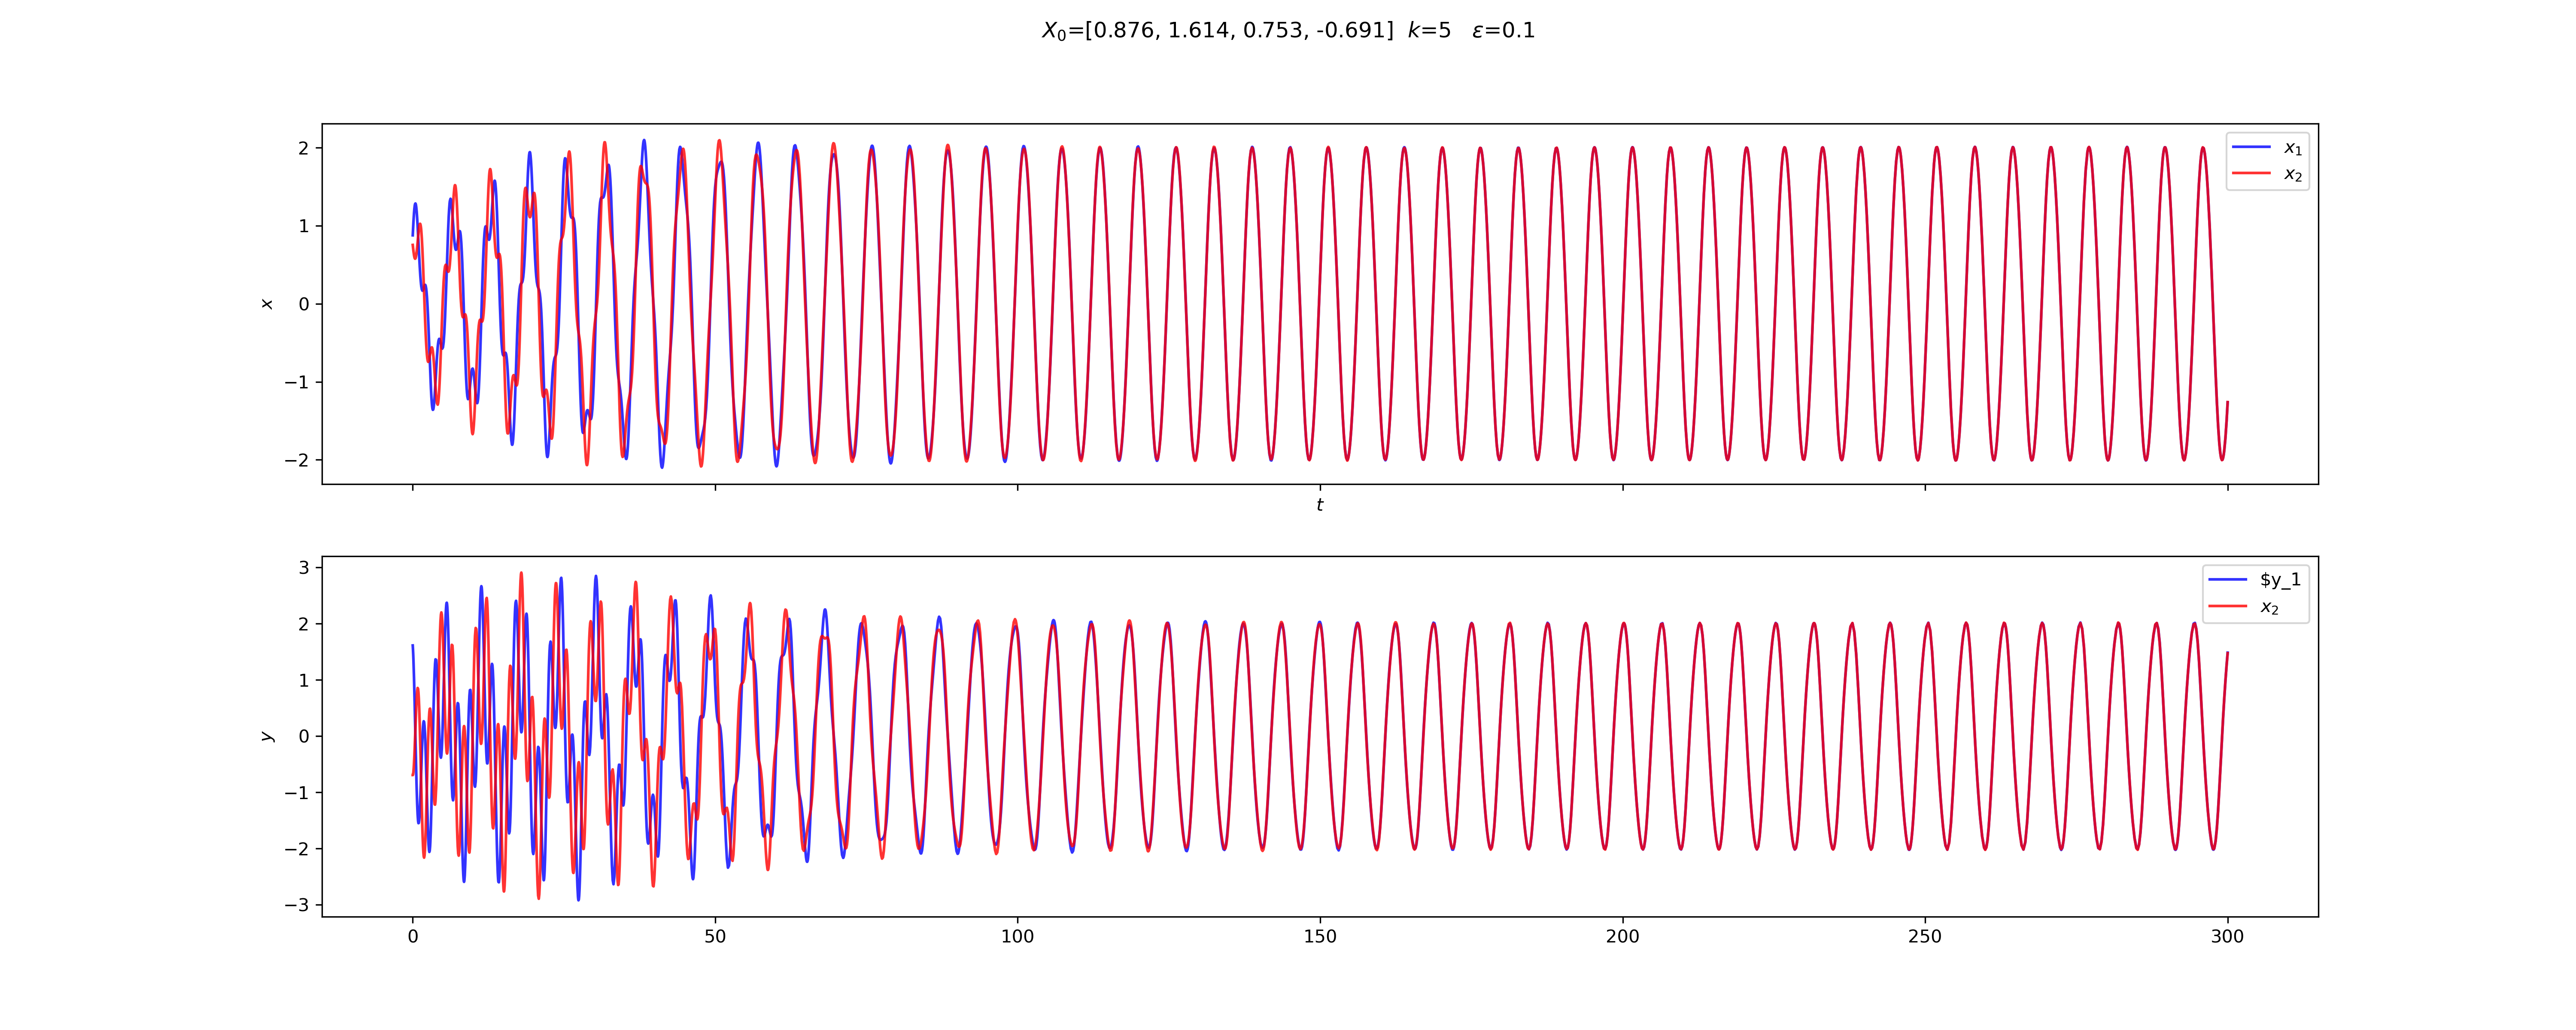 X₀=[0.876, 1.614, 0.753, -0.691] k=5 ε=0.1
2
1
0
−1
−2
x
x₁
x₂
t
3
2
1
0
−1
−2
−3
y
$y_1
x₂
0 50 100 150 200 250 300